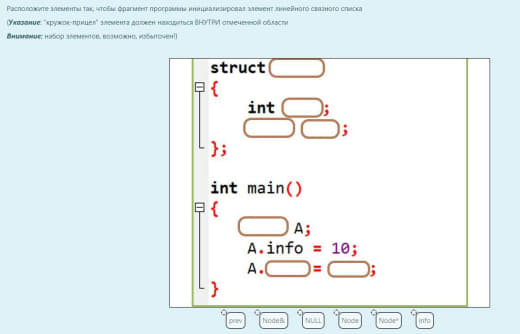 Расположите элементы так, чтобы фрагмент программы инициализировал элемент линейного связного списка
(Указание: "кружок-прицел" элемента должен находиться ВНУТРИ отмеченной области
Внимание: набор элементов, возможно, избыточен!)
struct
{
int ;
;
};
int main()
{
A;
A.info = 10;
A. = ;
}
prev Node& NULL Node Node* info